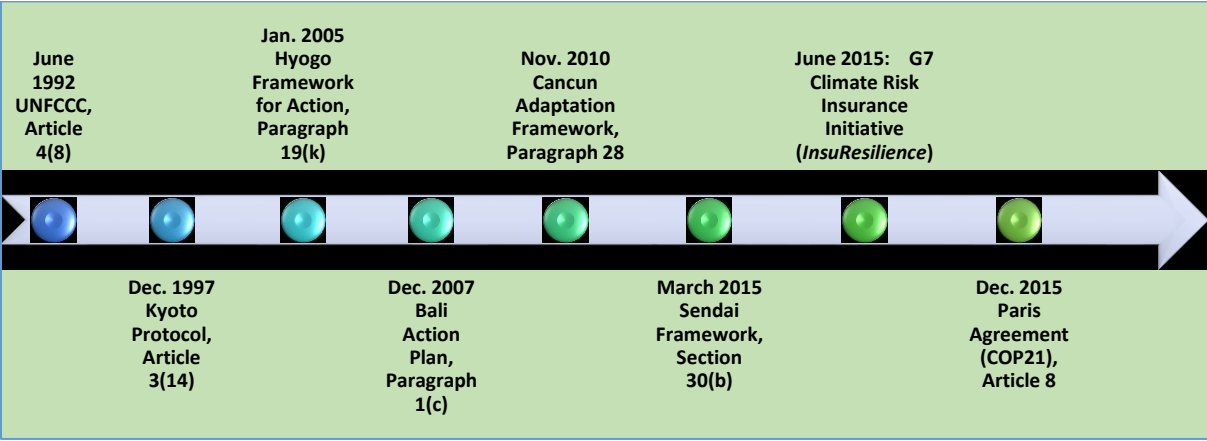 June
1992
UNFCCC,
Article
4(8)
Jan. 2005
Hyogo
Framework
for Action,
Paragraph
19(k)
Nov. 2010
Cancun
Adaptation
Framework,
Paragraph 28
June 2015: G7
Climate Risk
Insurance
Initiative
(InsuResilience)
Dec. 1997
Kyoto
Protocol,
Article
3(14)
Dec. 2007
Bali
Action
Plan,
Paragraph
1(c)
March 2015
Sendai
Framework,
Section
30(b)
Dec. 2015
Paris
Agreement
(COP21),
Article 8